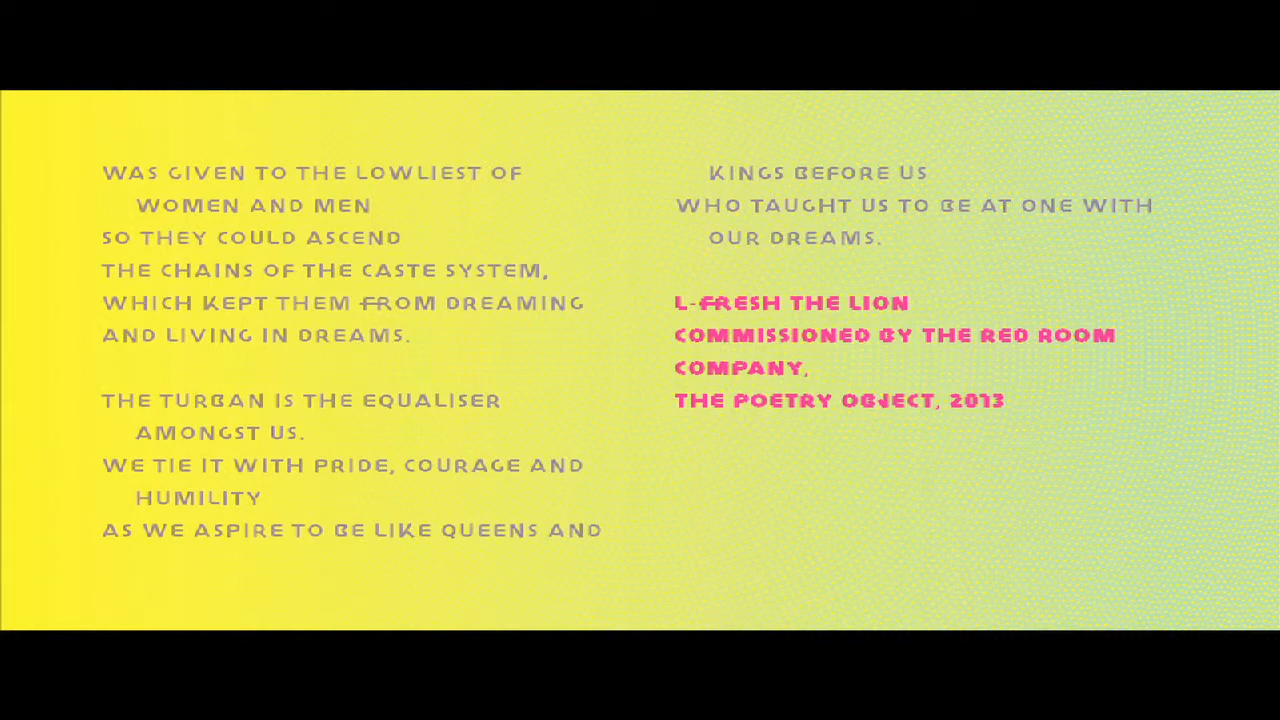 WAS GIVEN TO THE LOWLIEST OF
WOMEN AND MEN
SO THEY COULD ASCEND
THE CHAINS OF THE CASTE SYSTEM,
WHICH KEPT THEM FROM DREAMING
AND LIVING IN DREAMS.
THE TURBAN IS THE EQUALISER
AMONGST US.
WE TIE IT WITH PRIDE, COURAGE AND
HUMILITY
AS WE ASPIRE TO BE LIKE QUEENS AND
KINGS BEFORE US
WHO TAUGHT US TO BE AT ONE WITH
OUR DREAMS.
L-FRESH THE LION
COMMISSIONED BY THE RED ROOM
COMPANY,
THE POETRY OBJECT, 2013